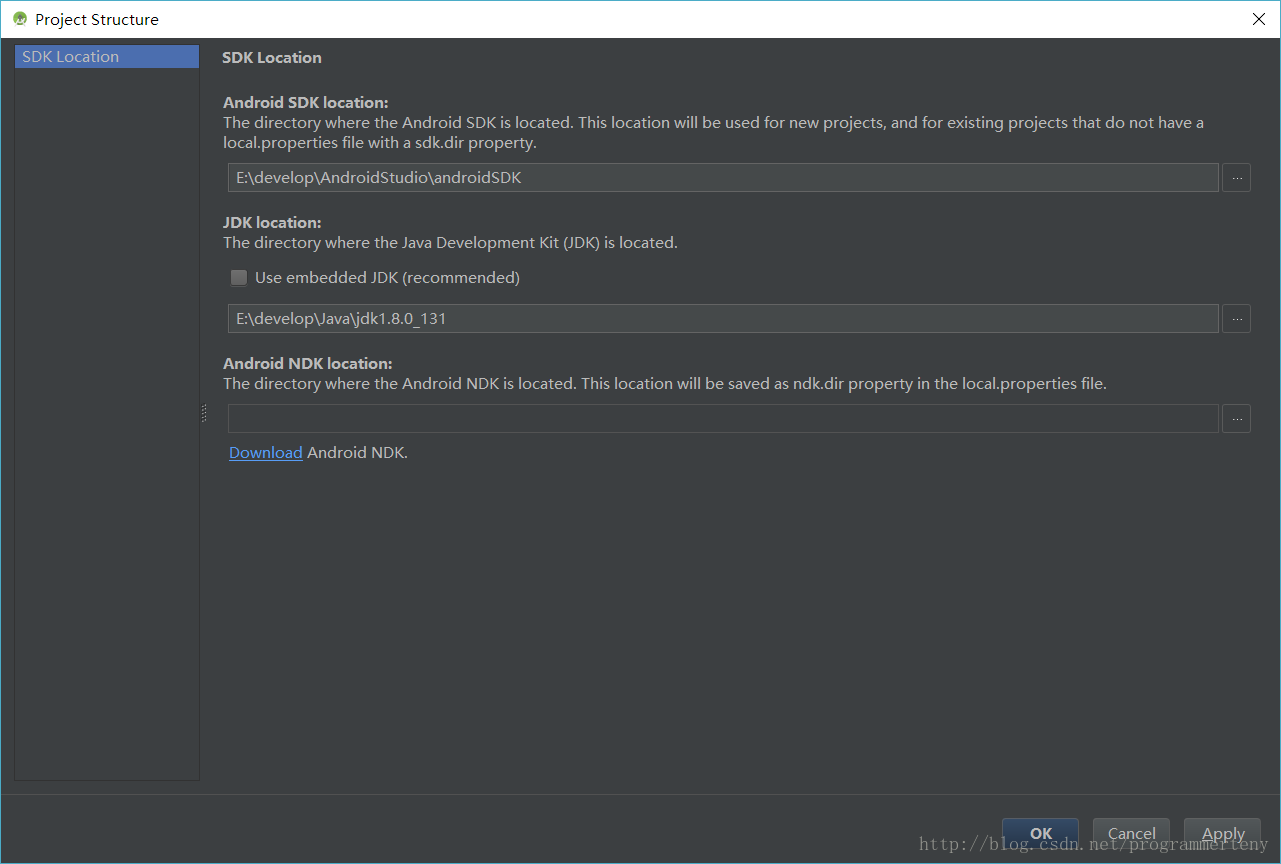 Project Structure
SDK Location
SDK Location
Android SDK location:
The directory where the Android SDK is located. This location will be used for new projects, and for existing projects that do not have a
local.properties file with a sdk.dir property.
E:\develop\AndroidStudio\androidSDK
...
JDK location:
The directory where the Java Development Kit (JDK) is located.
Use embedded JDK (recommended)
E:\develop\Java\jdk1.8.0_131
...
Android NDK location:
The directory where the Android NDK is located. This location will be saved as ndk.dir property in the local.properties file.
...
Download Android NDK.
OK Cancel Apply
http://blog.csdn.net/programmerteny